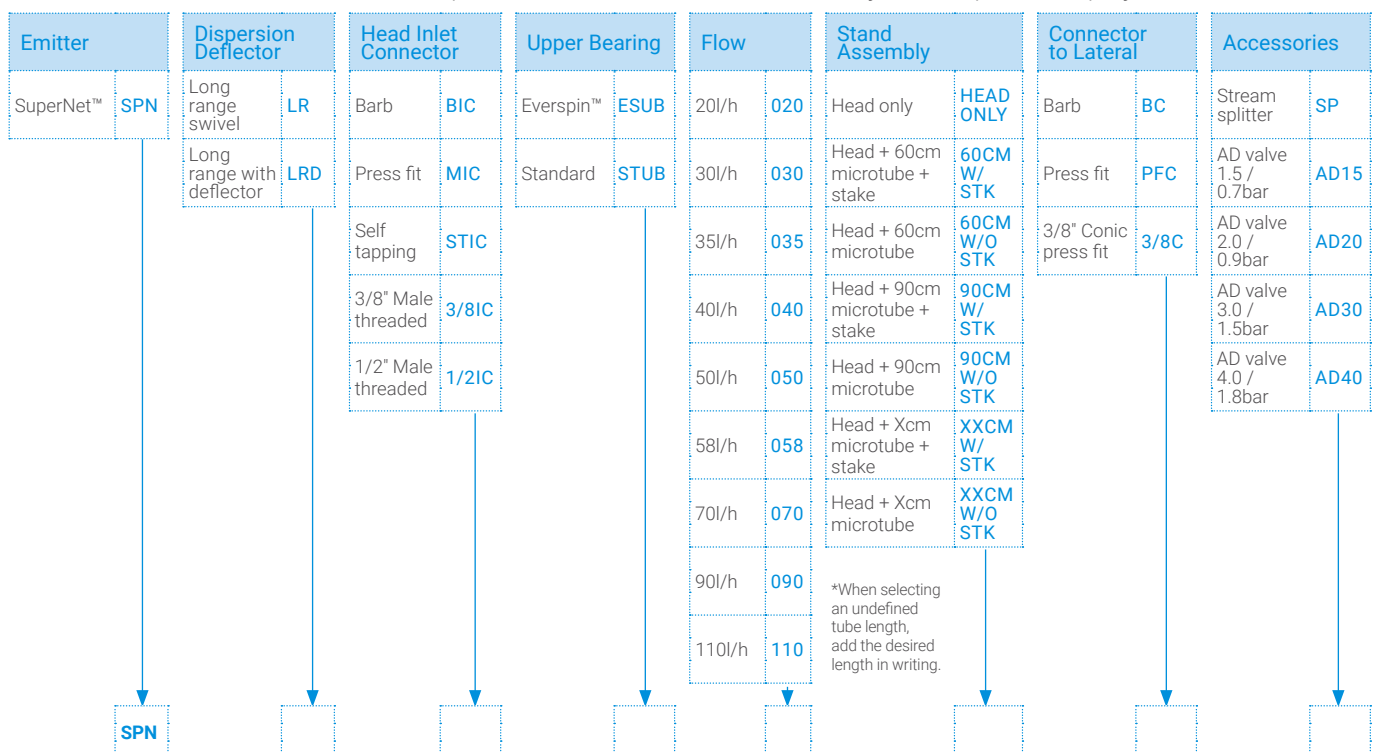 Emitter
Dispersion
Deflector
Head Inlet
Connector
Upper Bearing
Flow
Stand
Assembly
Connector
to Lateral
Accessories
SuperNet™ SPN
Long
range
swivel
LR
Long
range with
deflector
LRD
Barb BIC
Press fit MIC
Self
tapping
STIC
3/8" Male
threaded
3/8IC
1/2" Male
threaded
1/2IC
Everspin™ ESUB
Standard STUB
20l/h 020
30l/h 030
35l/h 035
40l/h 040
50l/h 050
58l/h 058
70l/h 070
90l/h 090
110l/h 110
Head only
HEAD
ONLY
Head + 60cm
microtube +
stake
60CM
W/
STK
Head + 60cm
microtube
60CM
W/O
STK
Head + 90cm
microtube +
stake
90CM
W/
STK
Head + 90cm
microtube
90CM
W/O
STK
Head + Xcm
microtube +
stake
XXCM
W/
STK
Head + Xcm
microtube
XXCM
W/O
STK
*When selecting
an undefined
tube length,
add the desired
length in writing.
Barb BC
Press fit PFC
3/8" Conic
press fit
3/8C
Stream
splitter
SP
AD valve
1.5 /
0.7bar
AD15
AD valve
2.0 /
0.9bar
AD20
AD valve
3.0 /
1.5bar
AD30
AD valve
4.0 /
1.8bar
AD40
SPN